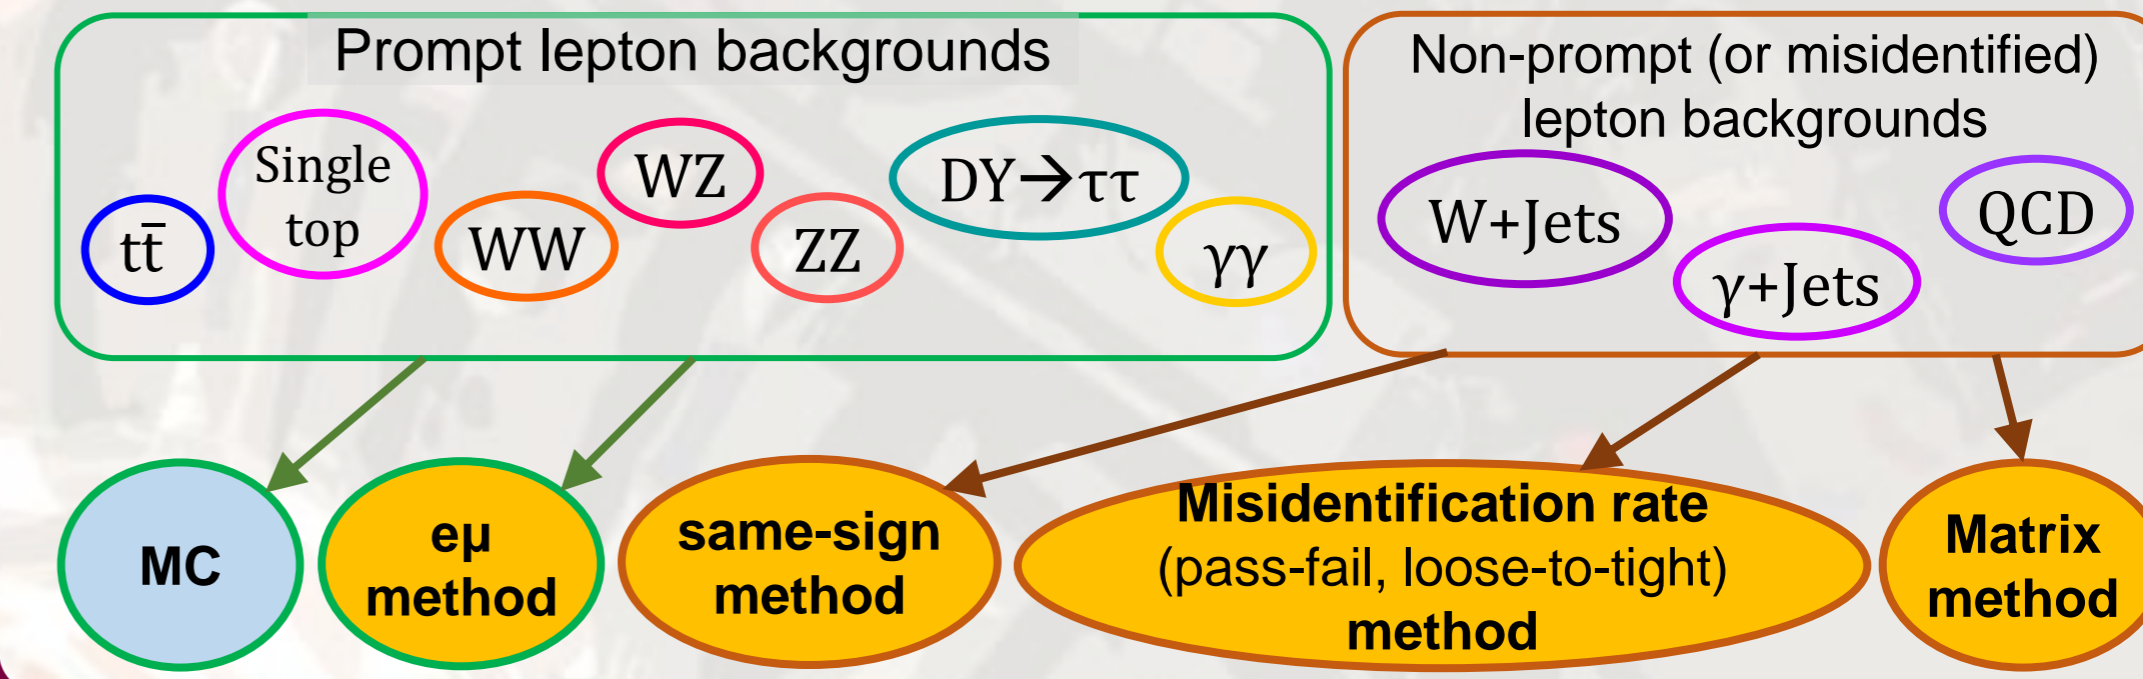 Prompt lepton backgrounds
tt̄
Single
top
WW
WZ
ZZ
DY→ττ
γγ
Non-prompt (or misidentified)
lepton backgrounds
W+Jets
γ+Jets
QCD
MC
eμ
method
same-sign
method
Misidentification rate
(pass-fail, loose-to-tight)
method
Matrix
method